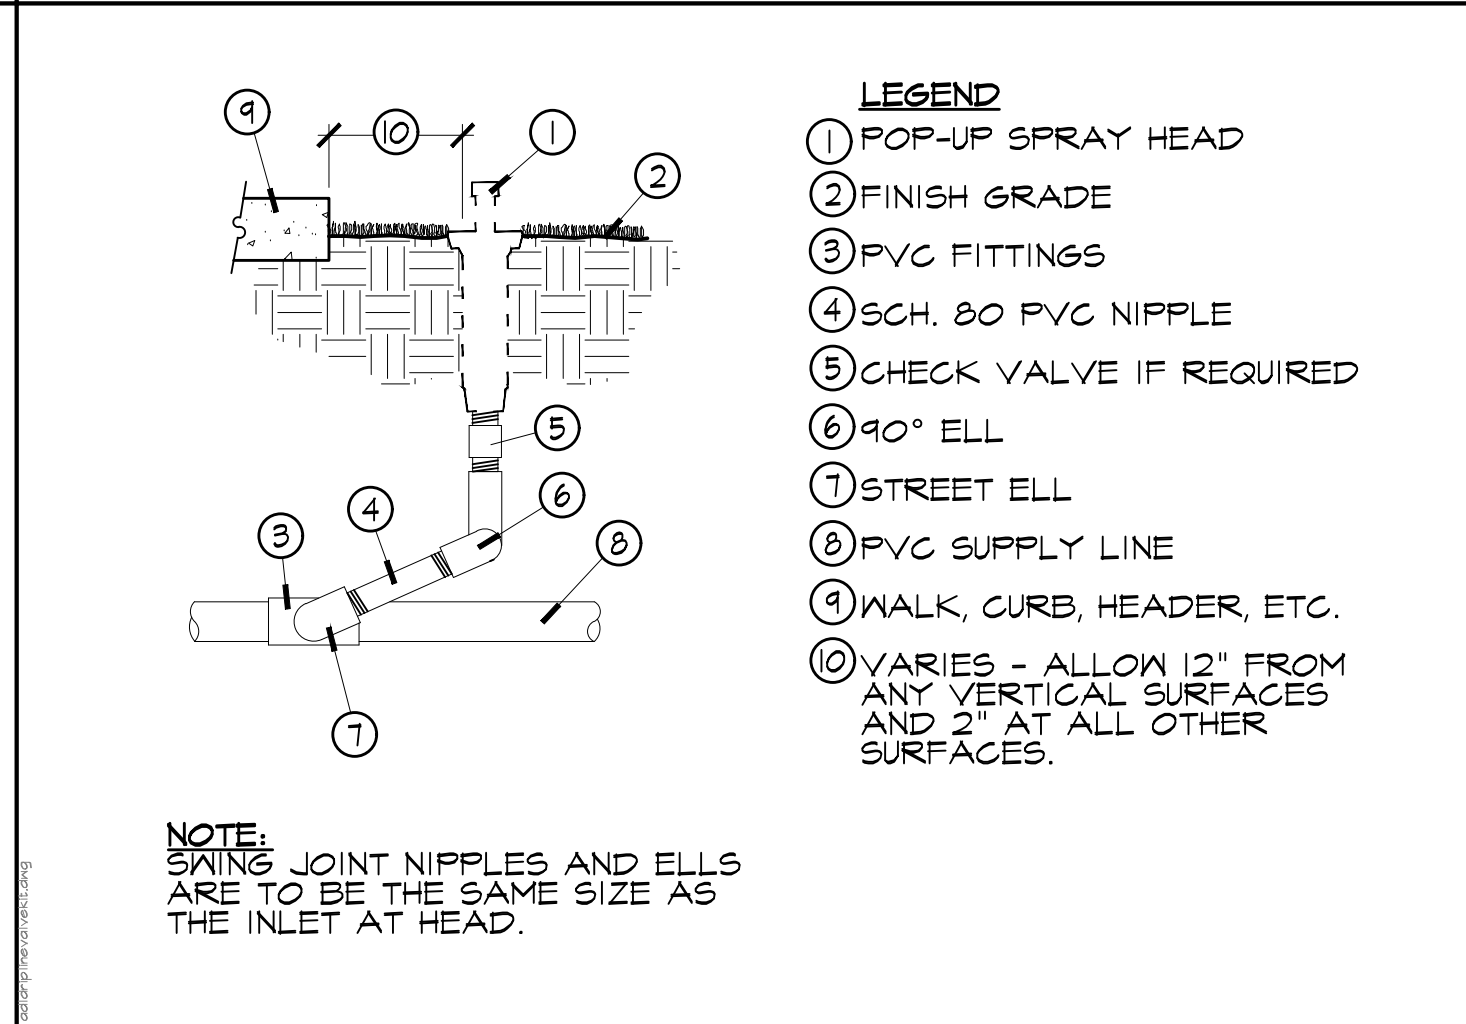 LEGEND
1 POP-UP SPRAY HEAD
2 FINISH GRADE
3 PVC FITTINGS
4 SCH. 80 PVC NIPPLE
5 CHECK VALVE IF REQUIRED
6 90° ELL
7 STREET ELL
8 PVC SUPPLY LINE
9 WALK, CURB, HEADER, ETC.
10 VARIES - ALLOW 12" FROM
ANY VERTICAL SURFACES
AND 2" AT ALL OTHER
SURFACES.
9
10
1
2
5
6
4
3
8
7
NOTE:
SWING JOINT NIPPLES AND ELLS
ARE TO BE THE SAME SIZE AS
THE INLET AT HEAD.